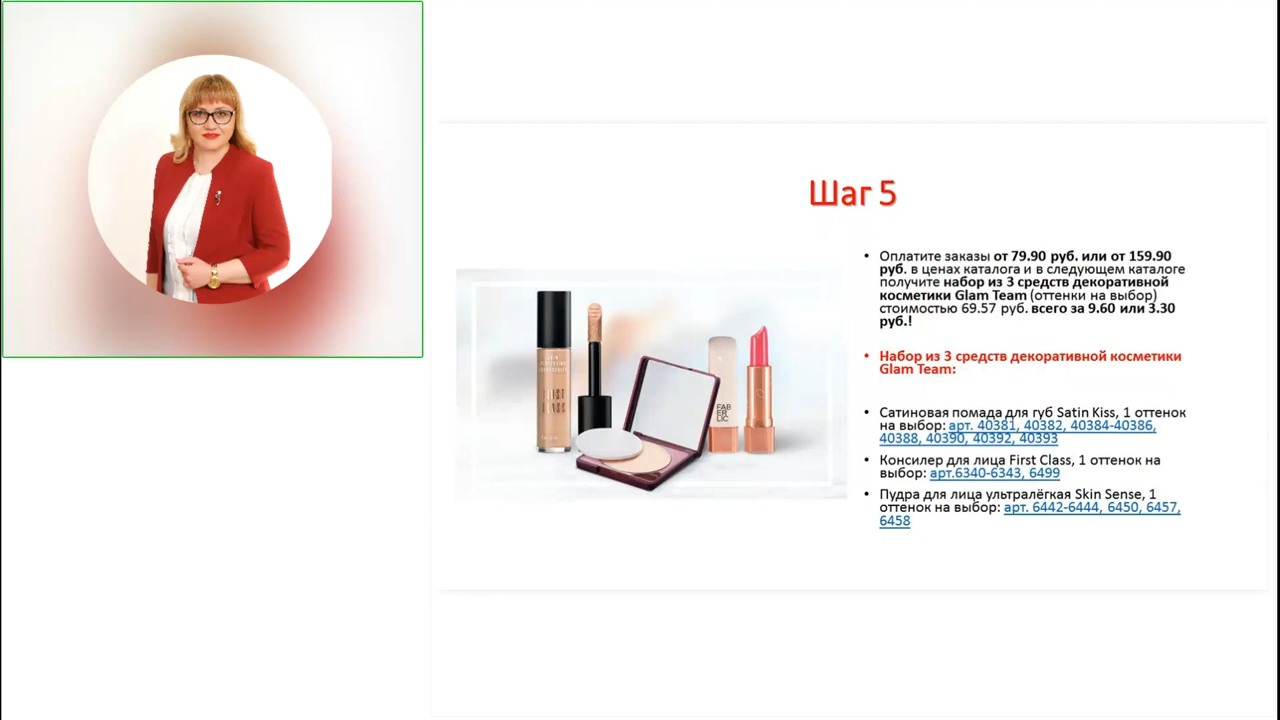 Шаг 5
• Оплатите заказы от 79.90 руб. или от 159.90
руб. в ценах каталога и в следующем каталоге
получите набор из 3 средств декоративной
косметики Glam Team (оттенки на выбор)
стоимостью 69.57 руб. всего за 9.60 или 3.30
руб.!
• Набор из 3 средств декоративной косметики
Glam Team:
• Сатиновая помада для губ Satin Kiss, 1 оттенок
на выбор: арт. 40381, 40382, 40384-40386,
40388, 40390, 40392, 40393
• Консилер для лица First Class, 1 оттенок на
выбор: арт.6340-6343, 6499
• Пудра для лица ультралёгкая Skin Sense, 1
оттенок на выбор: арт. 6442-6444, 6450, 6457,
6458
FAB
ER
LIC